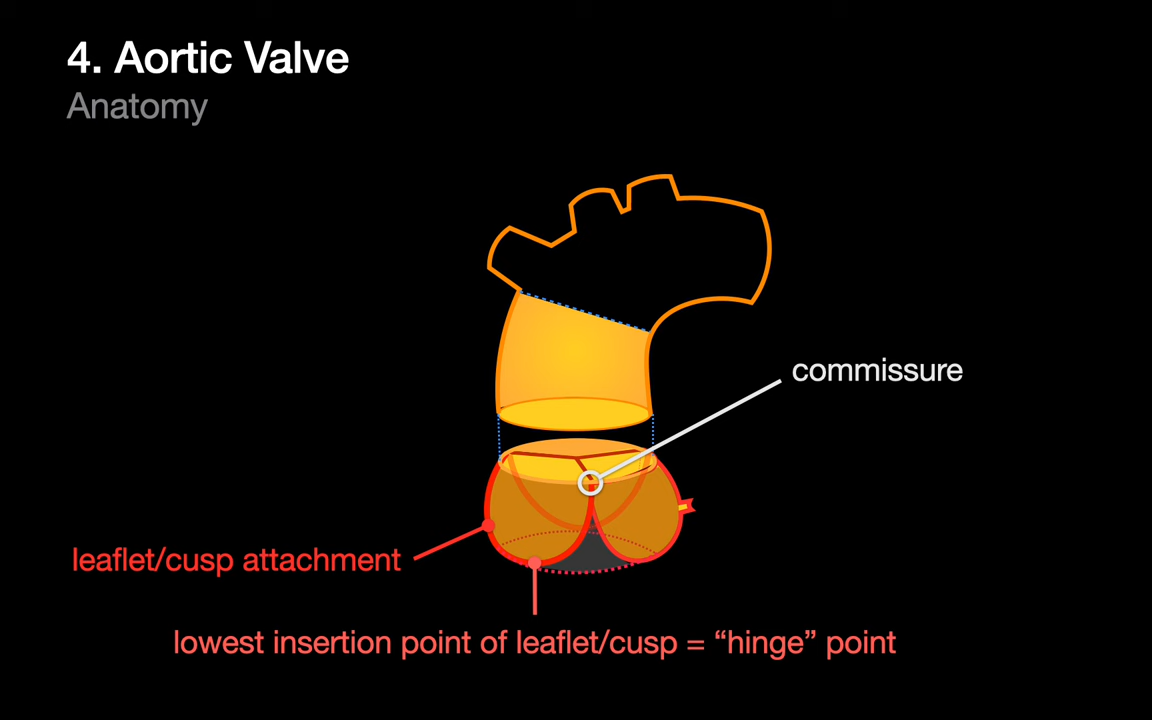 4. Aortic Valve
Anatomy
commissure
leaflet/cusp attachment
lowest insertion point of leaflet/cusp = “hinge” point